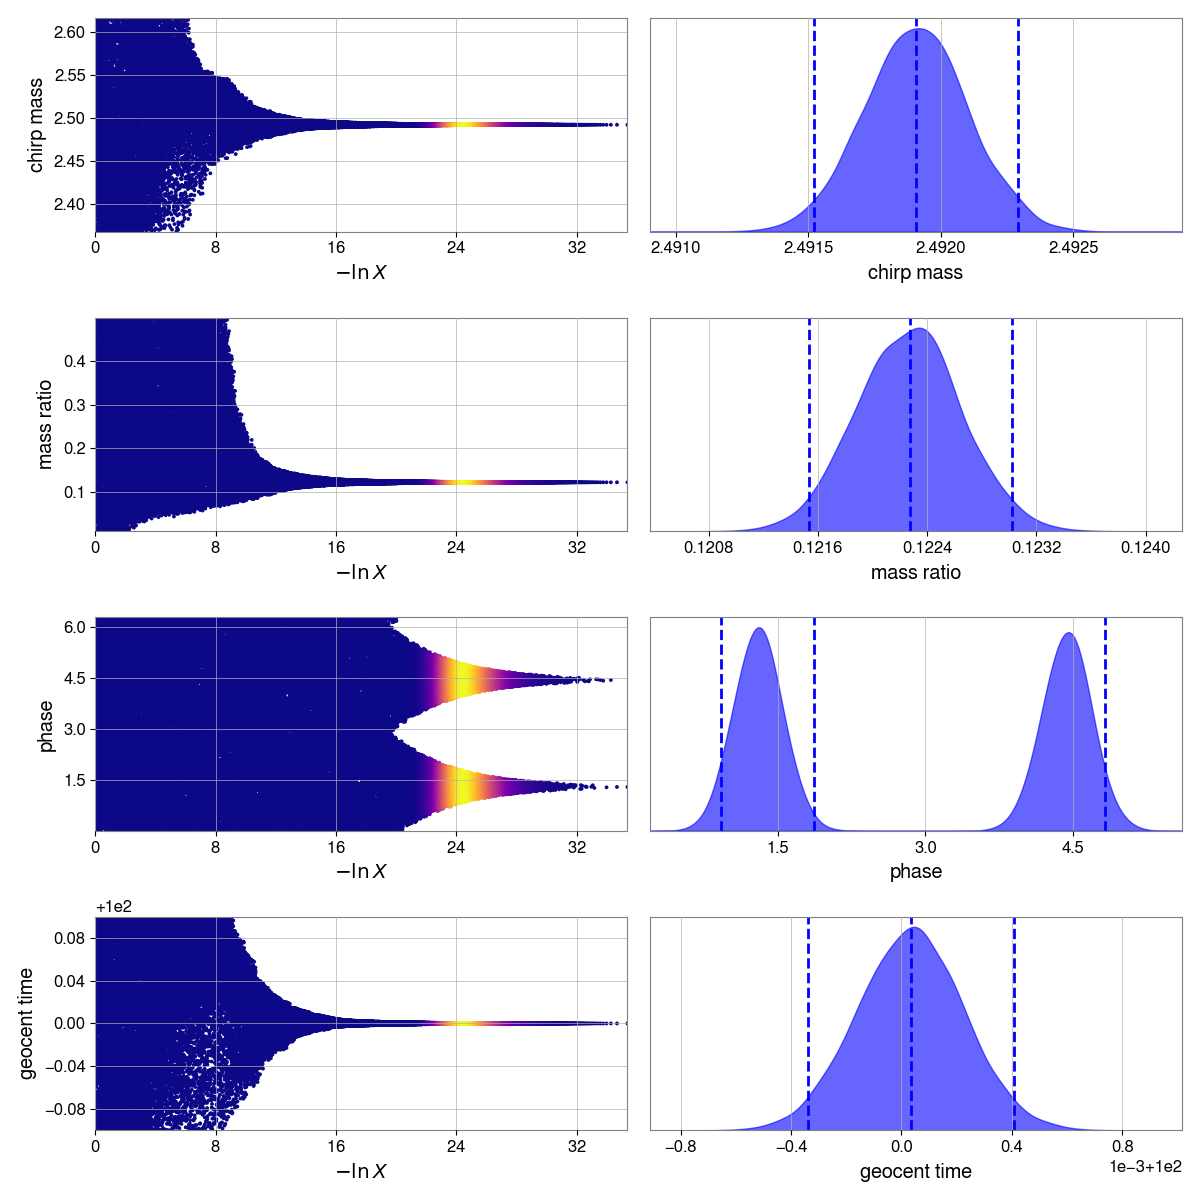 2.60
2.55
2.50
2.45
2.40
chirp mass
0 8 16 24 32
−ln X
2.4910 2.4915 2.4920 2.4925
chirp mass
0.4
0.3
0.2
0.1
mass ratio
0 8 16 24 32
−ln X
0.1208 0.1216 0.1224 0.1232 0.1240
mass ratio
6.0
4.5
3.0
1.5
phase
0 8 16 24 32
−ln X
1.5 3.0 4.5
phase
+1e2
0.08
0.04
0.00
−0.04
−0.08
geocent time
0 8 16 24 32
−ln X
−0.8 −0.4 0.0 0.4 0.8
1e−3+1e2
geocent time